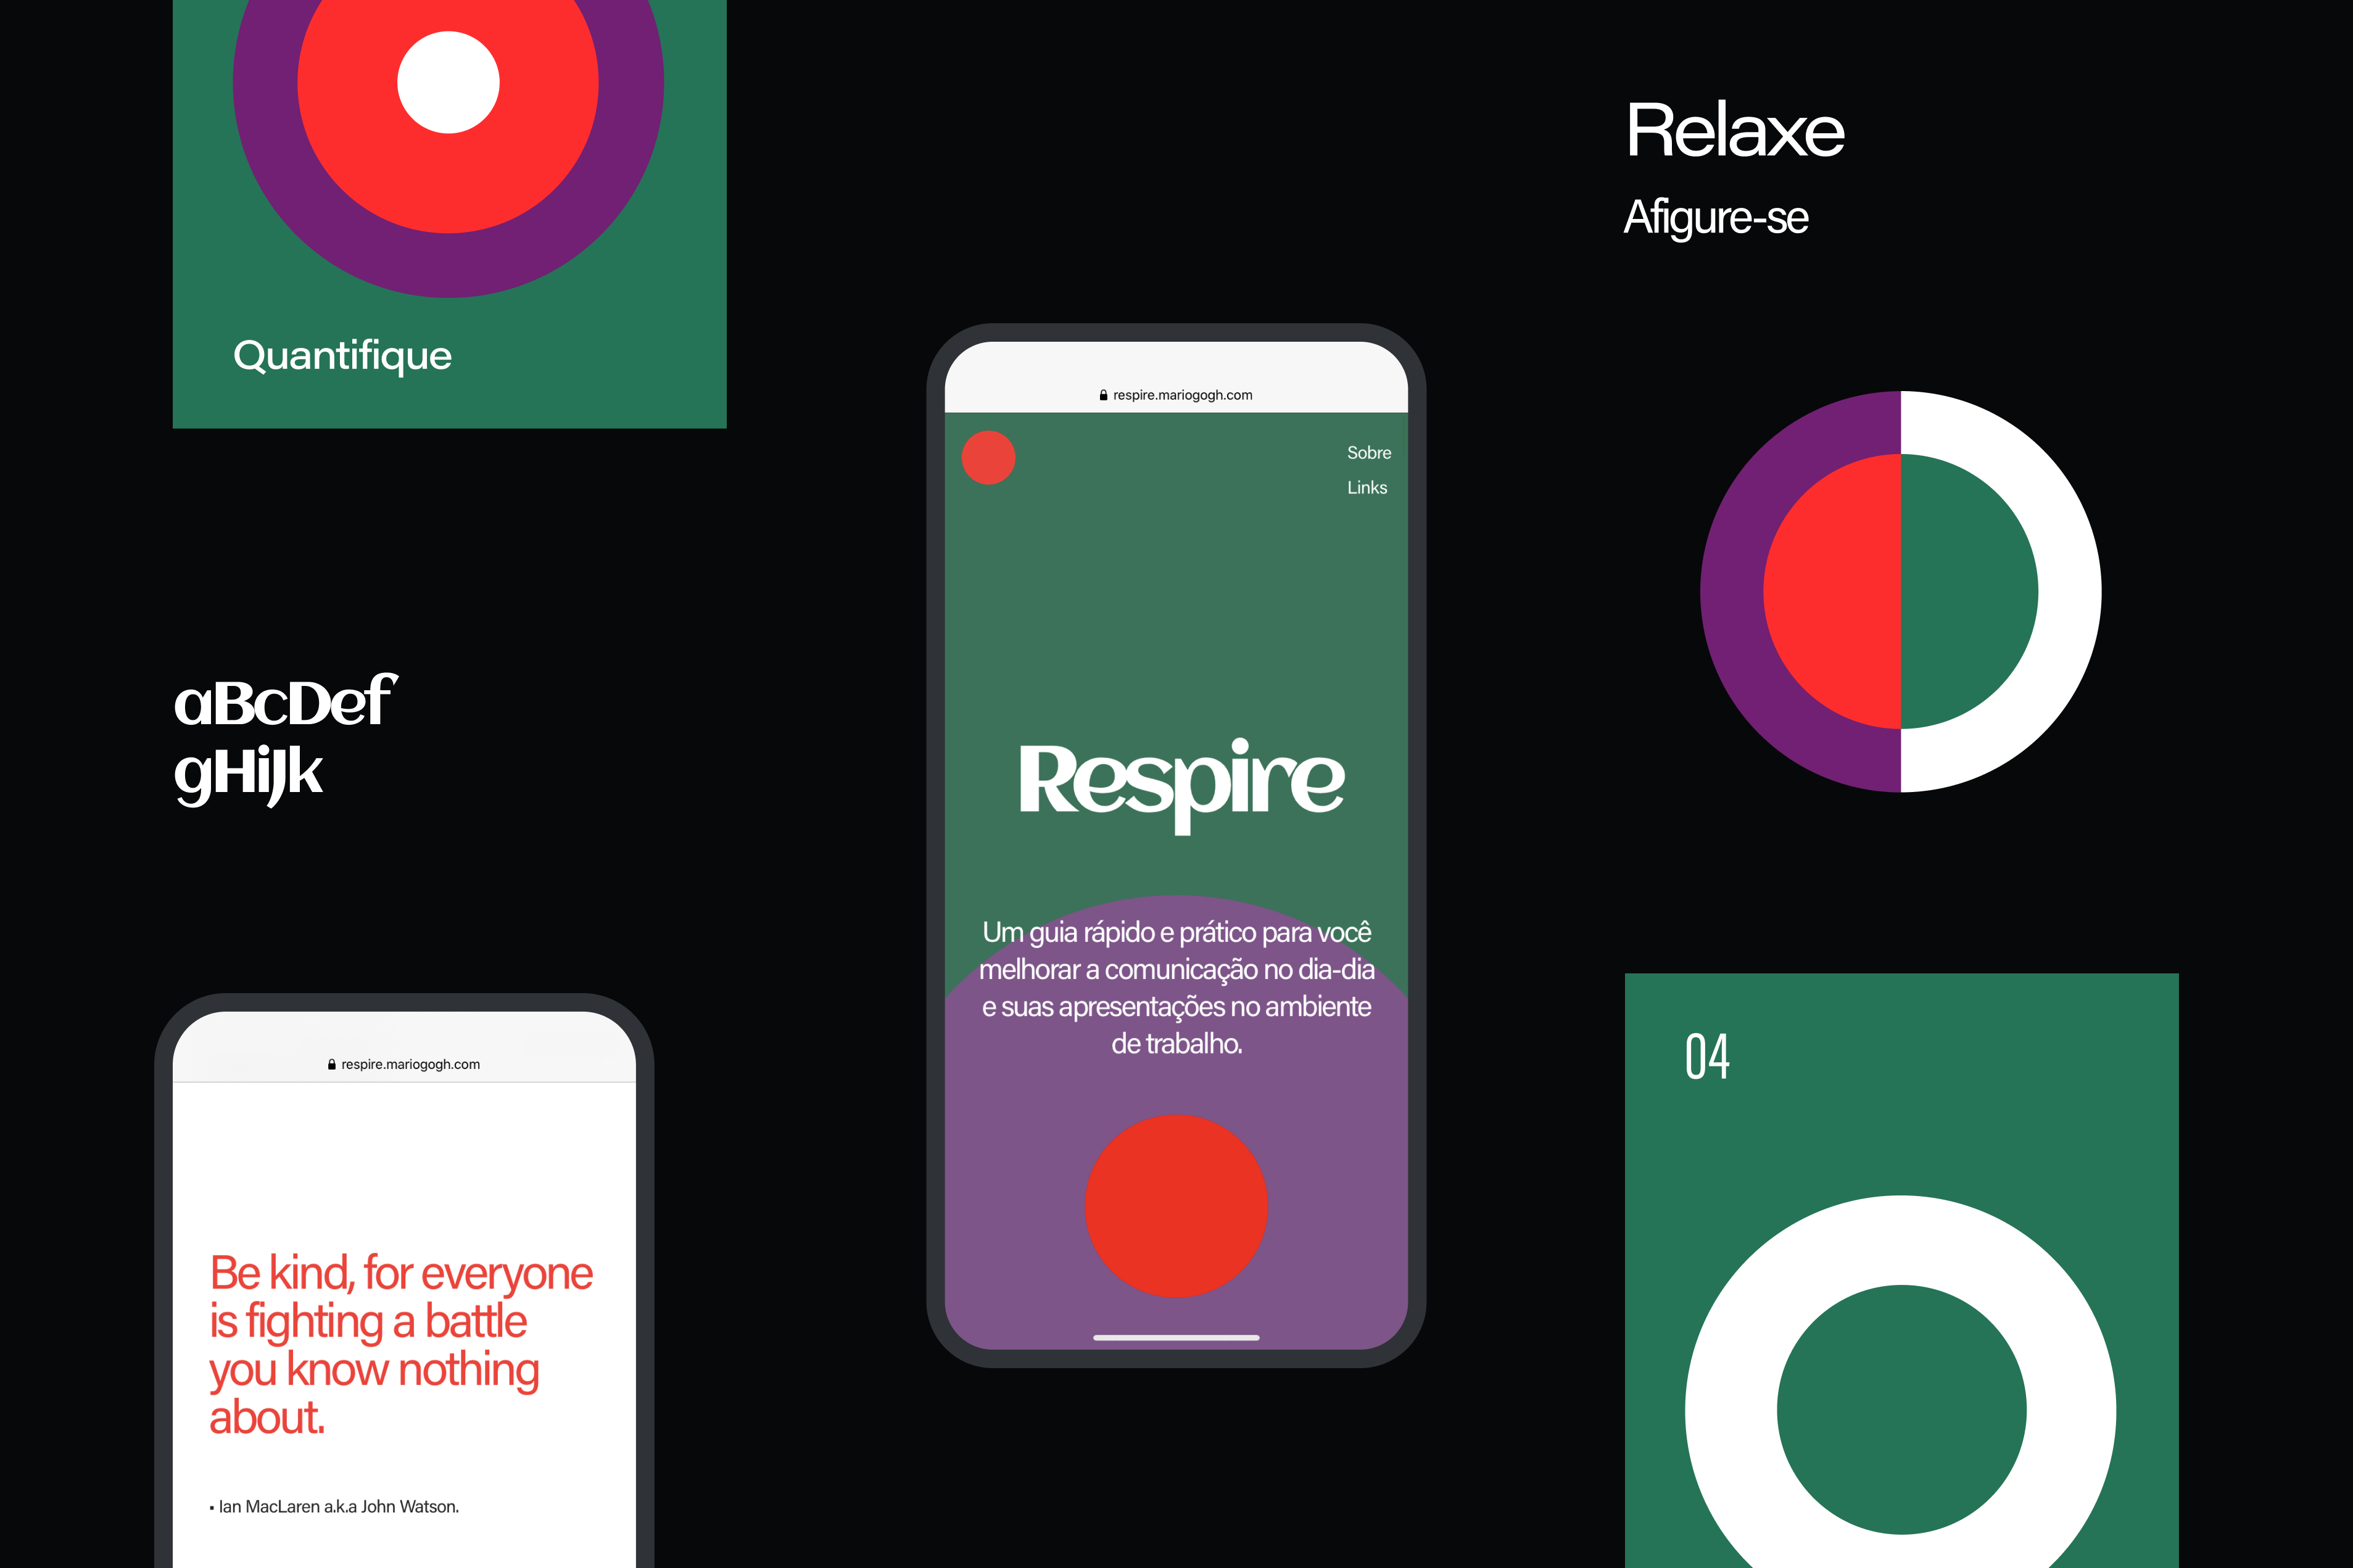 Quantifique
aBcDef
gHiJk
respire.mariogogh.com
Be kind, for everyone
is fighting a battle
you know nothing
about.
• Ian MacLaren a.k.a John Watson.
respire.mariogogh.com
Sobre
Links
Respire
Um guia rápido e prático para você
melhorar a comunicação no dia-dia
e suas apresentações no ambiente
de trabalho.
Relaxe
Afigure-se
04